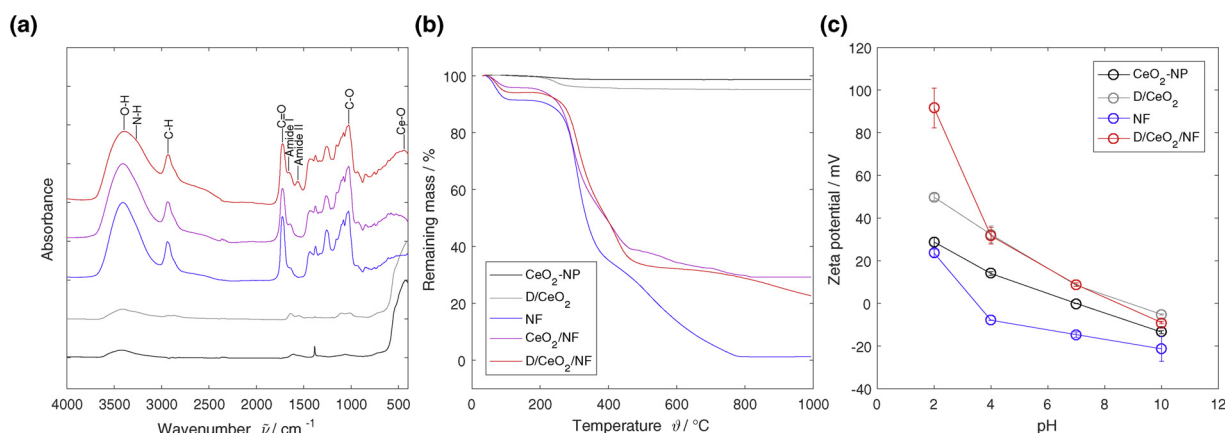 (a)
O-H
N-H
C-H
C=O
Amide I
Amide II
C-O
Ce-O
Absorbance
4000 3500 3000 2500 2000 1500 1000 500
Wavenumber ν̃ / cm⁻¹
(b)
120
100
80
60
40
20
0
Remaining mass / %
CeO₂-NP
D/CeO₂
NF
CeO₂/NF
D/CeO₂/NF
0 200 400 600 800 1000
Temperature ϑ / °C
(c)
120
100
80
60
40
20
0
-20
-40
Zeta potential / mV
CeO₂-NP
D/CeO₂
NF
D/CeO₂/NF
0 2 4 6 8 10 12
pH